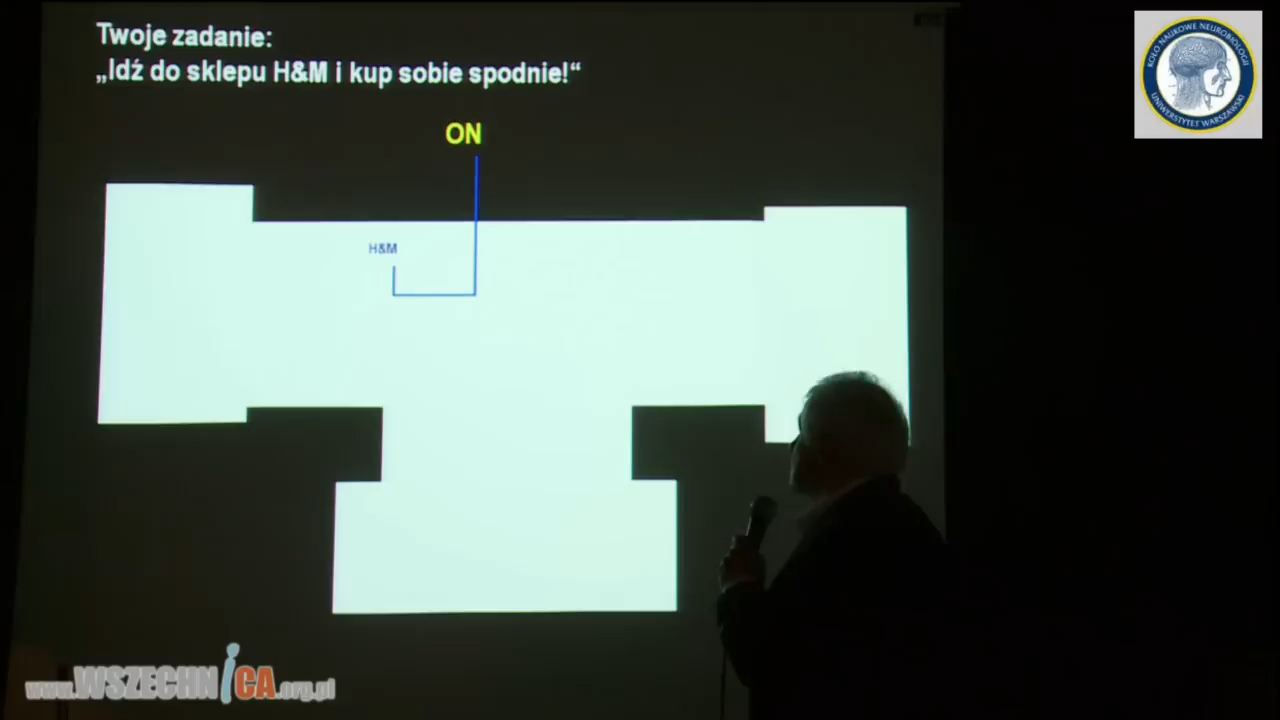 Twoje zadanie:
„Idź do sklepu H&M i kup sobie spodnie!“
ON
H&M
KOŁO NAUKOWE NEUROBIOLOGII
UNIWERSYTET WARSZAWSKI
www.WSZECHNiCA.org.pl